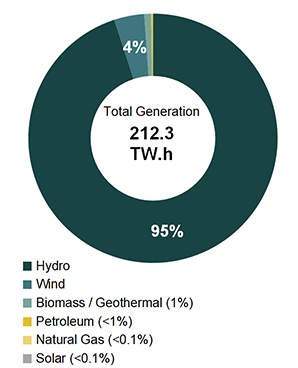 4%
Total Generation
212.3
TW.h
95%
Hydro
Wind
Biomass / Geothermal (1%)
Petroleum (<1%)
Natural Gas (<0.1%)
Solar (<0.1%)